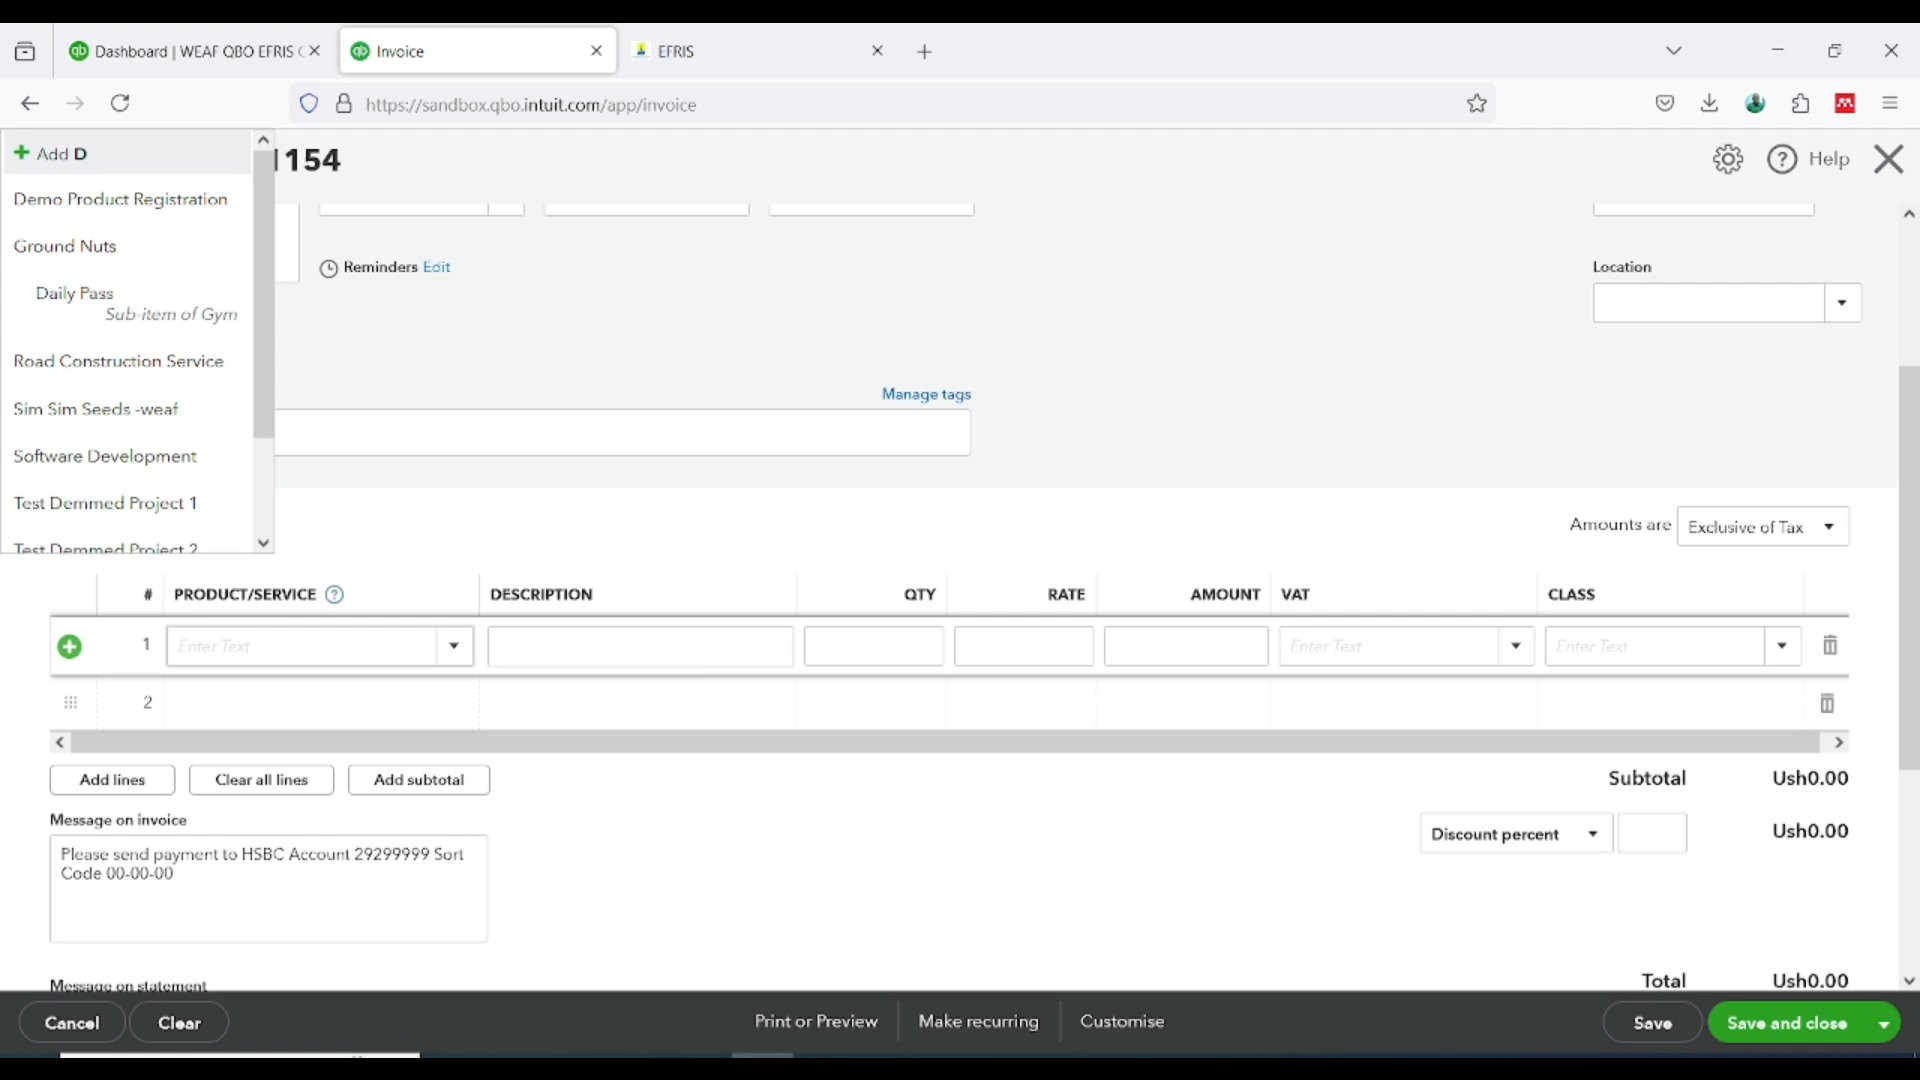 Dashboard | WEAF QBO EFRIS
Invoice
EFRIS
https://sandbox.qbo.intuit.com/app/invoice
Add D
1154
Help
Demo Product Registration
Ground Nuts
Daily Pass
Sub-item of Gym
Road Construction Service
Sim Sim Seeds -weaf
Software Development
Test Demmed Project 1
Test Demmed Project 2
Reminders Edit
Location
Manage tags
Amounts are Exclusive of Tax
# PRODUCT/SERVICE ? DESCRIPTION QTY RATE AMOUNT VAT CLASS
1 Enter Text Enter Text Enter Text
2
Add lines Clear all lines Add subtotal
Subtotal Ush0.00
Message on invoice
Discount percent Ush0.00
Please send payment to HSBC Account 29299999 Sort
Code 00-00-00
Message on statement
Total Ush0.00
Cancel Clear Print or Preview Make recurring Customise Save Save and close